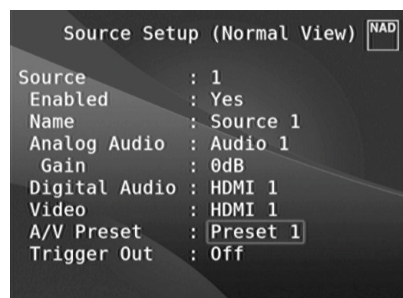 Source Setup (Normal View) NAD
Source : 1
Enabled : Yes
Name : Source 1
Analog Audio : Audio 1
Gain : 0dB
Digital Audio : HDMI 1
Video : HDMI 1
A/V Preset : Preset 1
Trigger Out : Off